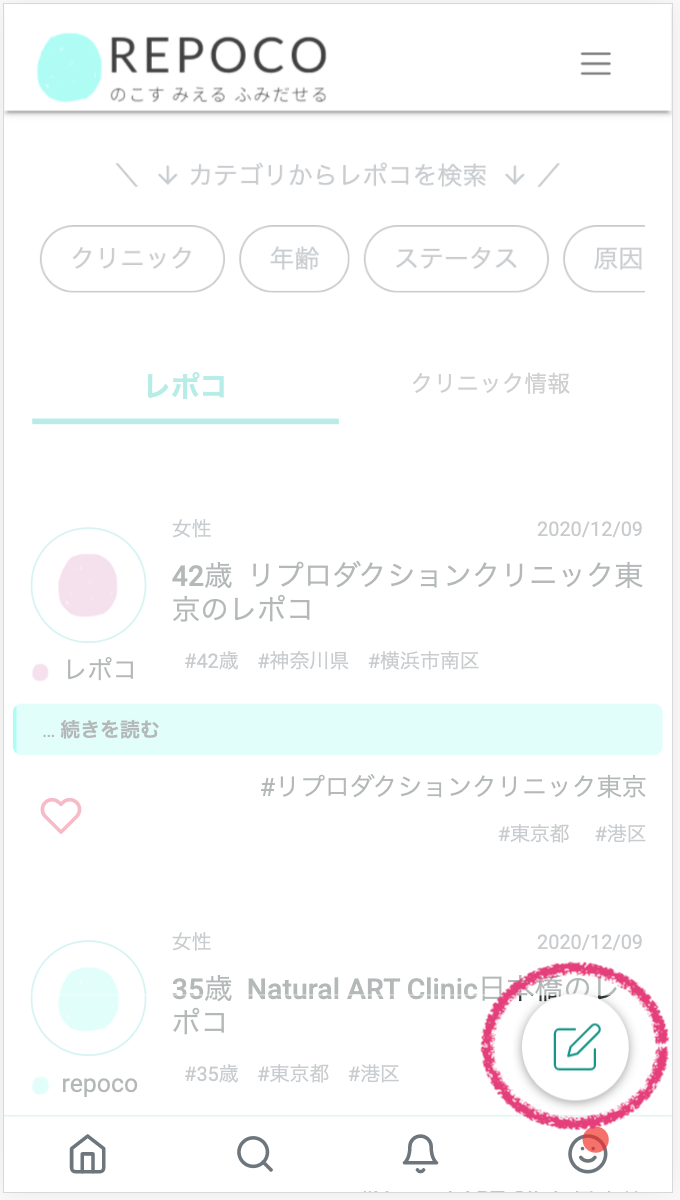 REPOCO
のこす みえる ふみだせる
＼ ↓ カテゴリからレポコを検索 ↓ ／
クリニック 年齢 ステータス 原因
レポコ クリニック情報
女性 2020/12/09
42歳 リプロダクションクリニック東
京のレポコ
レポコ #42歳 #神奈川県 #横浜市南区
... 続きを読む
#リプロダクションクリニック東京
#東京都 #港区
女性 2020/12/09
35歳 Natural ART Clinic日本橋のレ
ポコ
repoco #35歳 #東京都 #港区